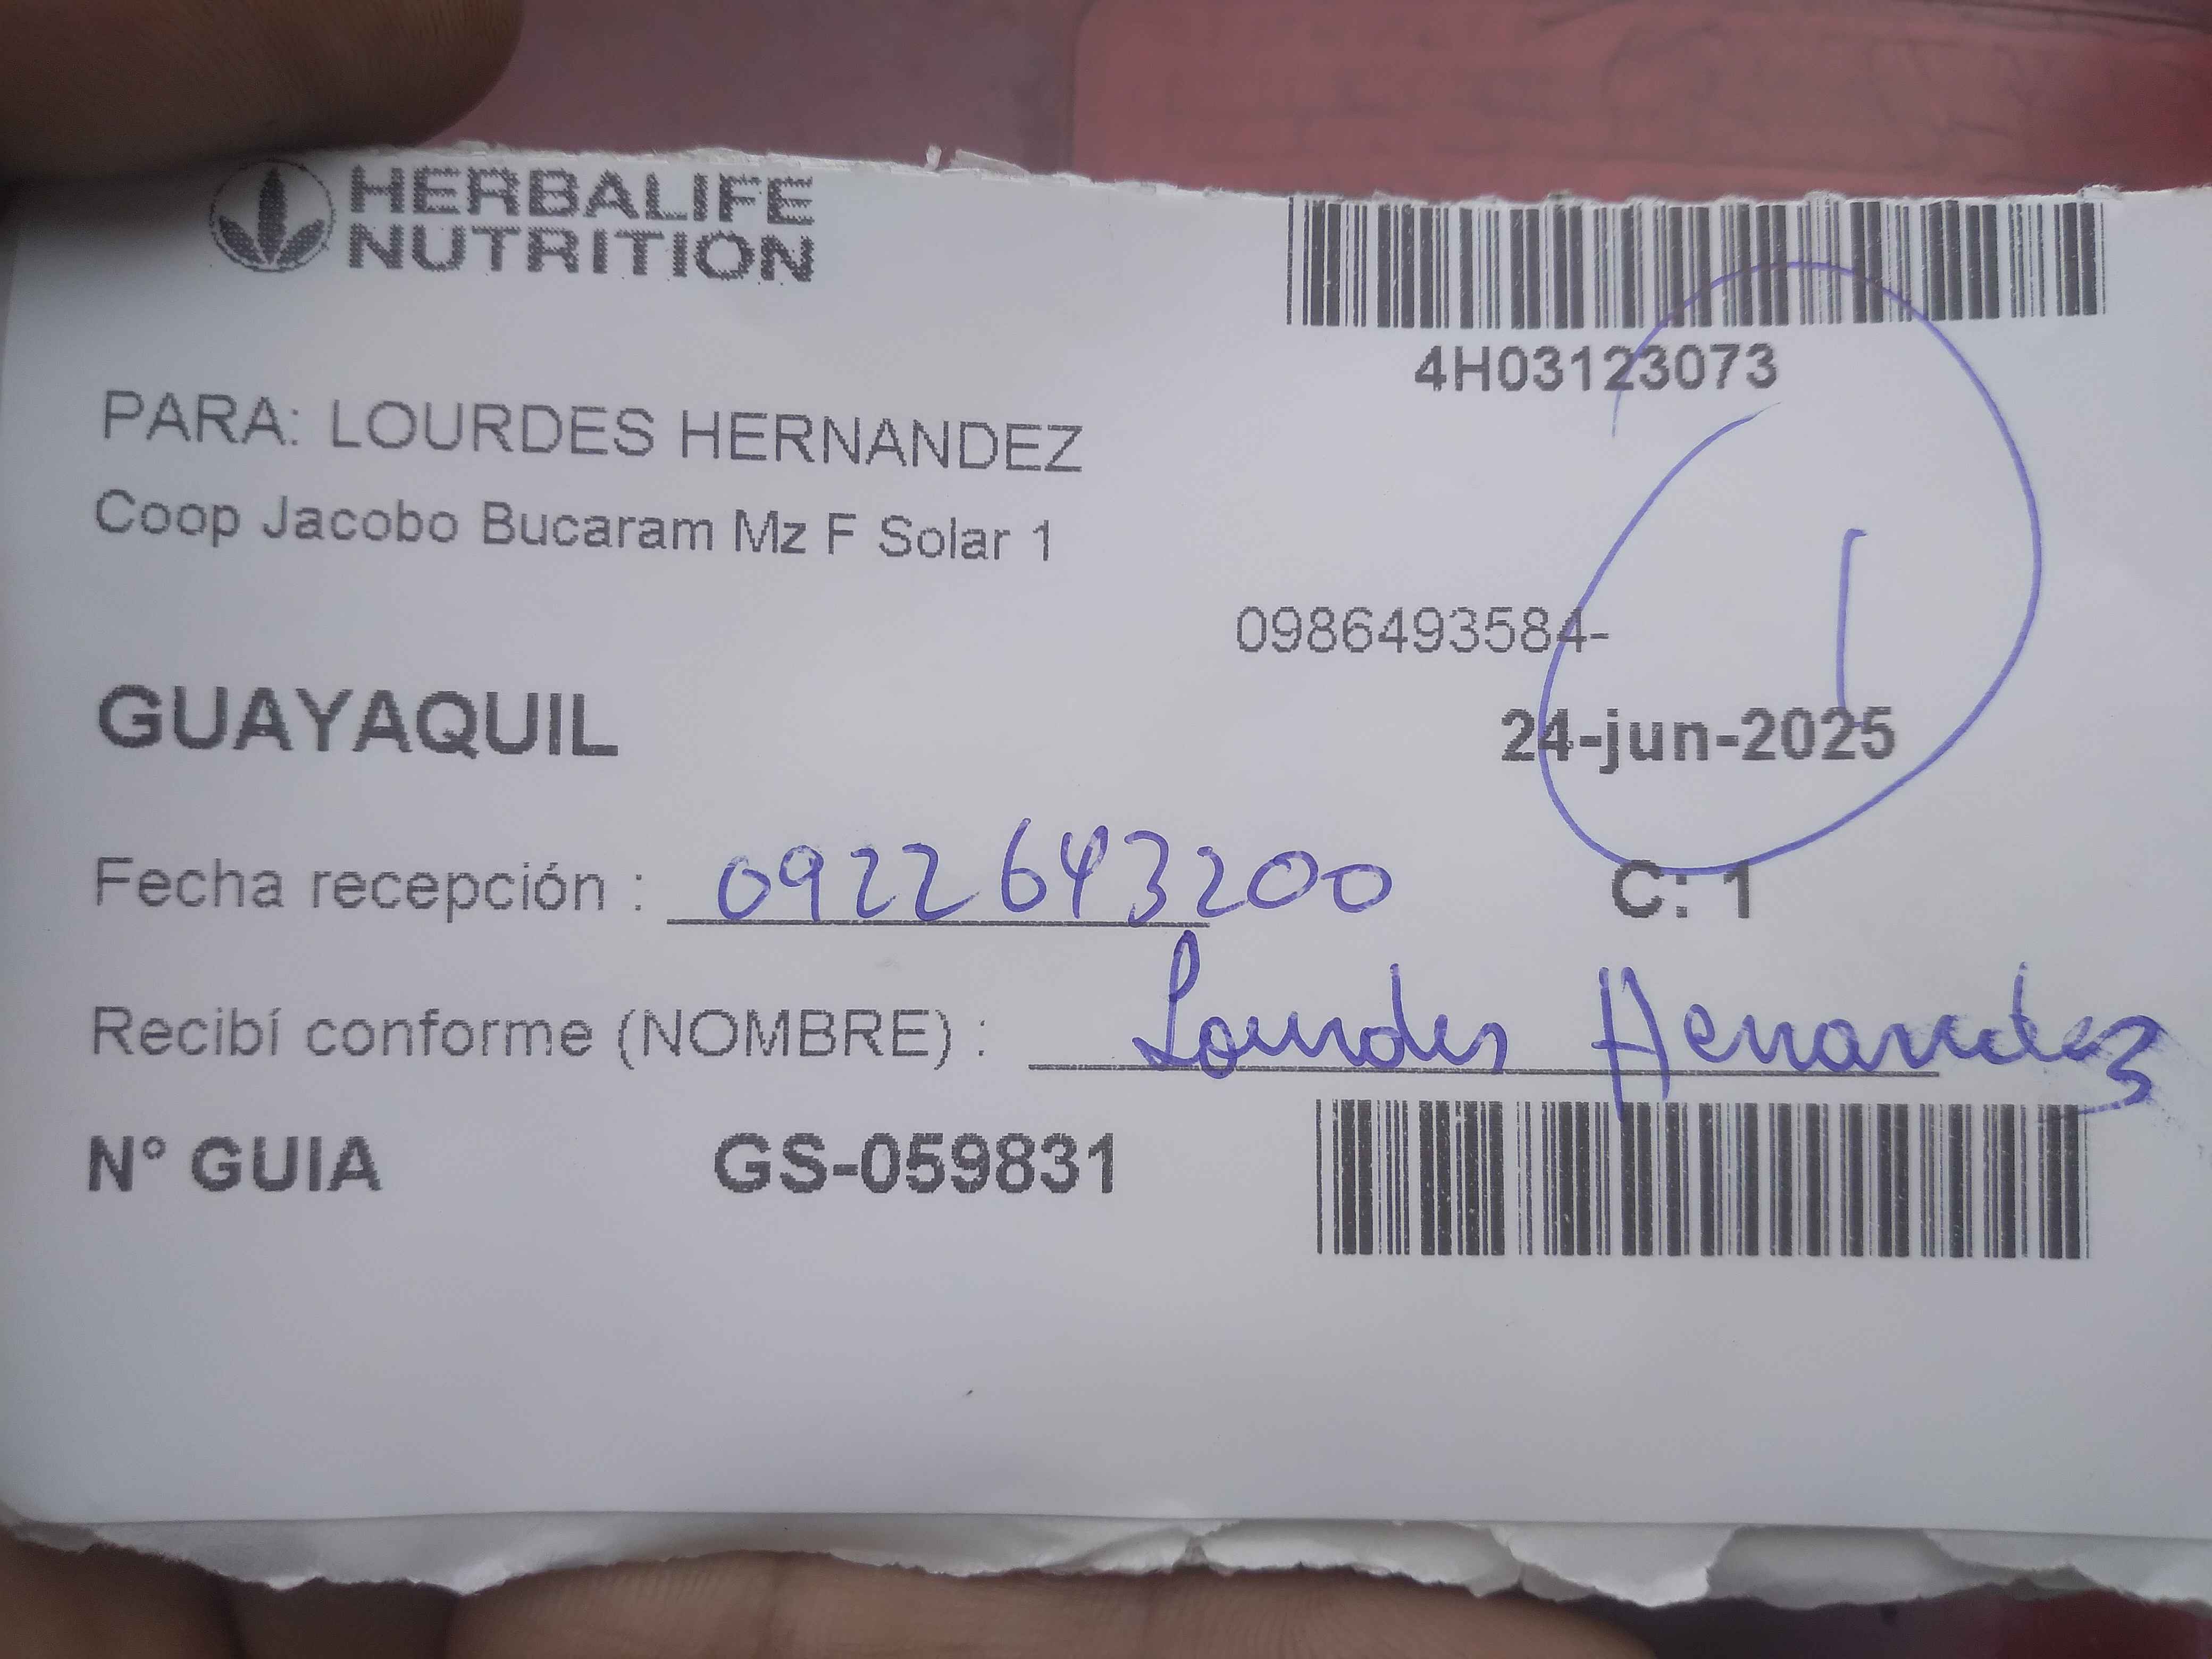 HERBALIFE
NUTRITION
4H03123073
PARA: LOURDES HERNANDEZ
Coop Jacobo Bucaram Mz F Solar 1
0986493584-
GUAYAQUIL
24-jun-2025
1
Fecha recepción : 0922643200
C: 1
Recibí conforme (NOMBRE) : Lourdes Hernandez
N° GUIA GS-059831